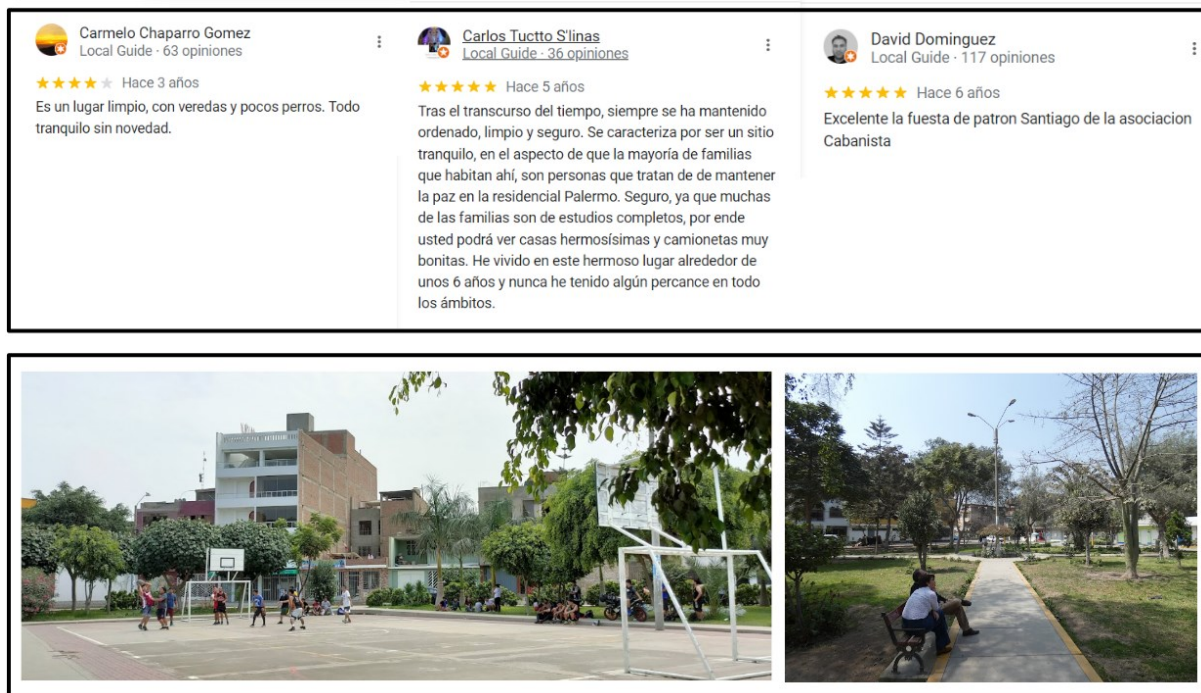 Carmelo Chaparro Gomez
Local Guide · 63 opiniones
Hace 3 años
Es un lugar limpio, con veredas y pocos perros. Todo
tranquilo sin novedad.
Carlos Tuctto S'linas
Local Guide · 36 opiniones
Hace 5 años
Tras el transcurso del tiempo, siempre se ha mantenido
ordenado, limpio y seguro. Se caracteriza por ser un sitio
tranquilo, en el aspecto de que la mayoría de familias
que habitan ahí, son personas que tratan de de mantener
la paz en la residencial Palermo. Seguro, ya que muchas
de las familias son de estudios completos, por ende
usted podrá ver casas hermosísimas y camionetas muy
bonitas. He vivido en este hermoso lugar alrededor de
unos 6 años y nunca he tenido algún percance en todo
los ámbitos.
David Dominguez
Local Guide · 117 opiniones
Hace 6 años
Excelente la fuesta de patron Santiago de la asociacion
Cabanista